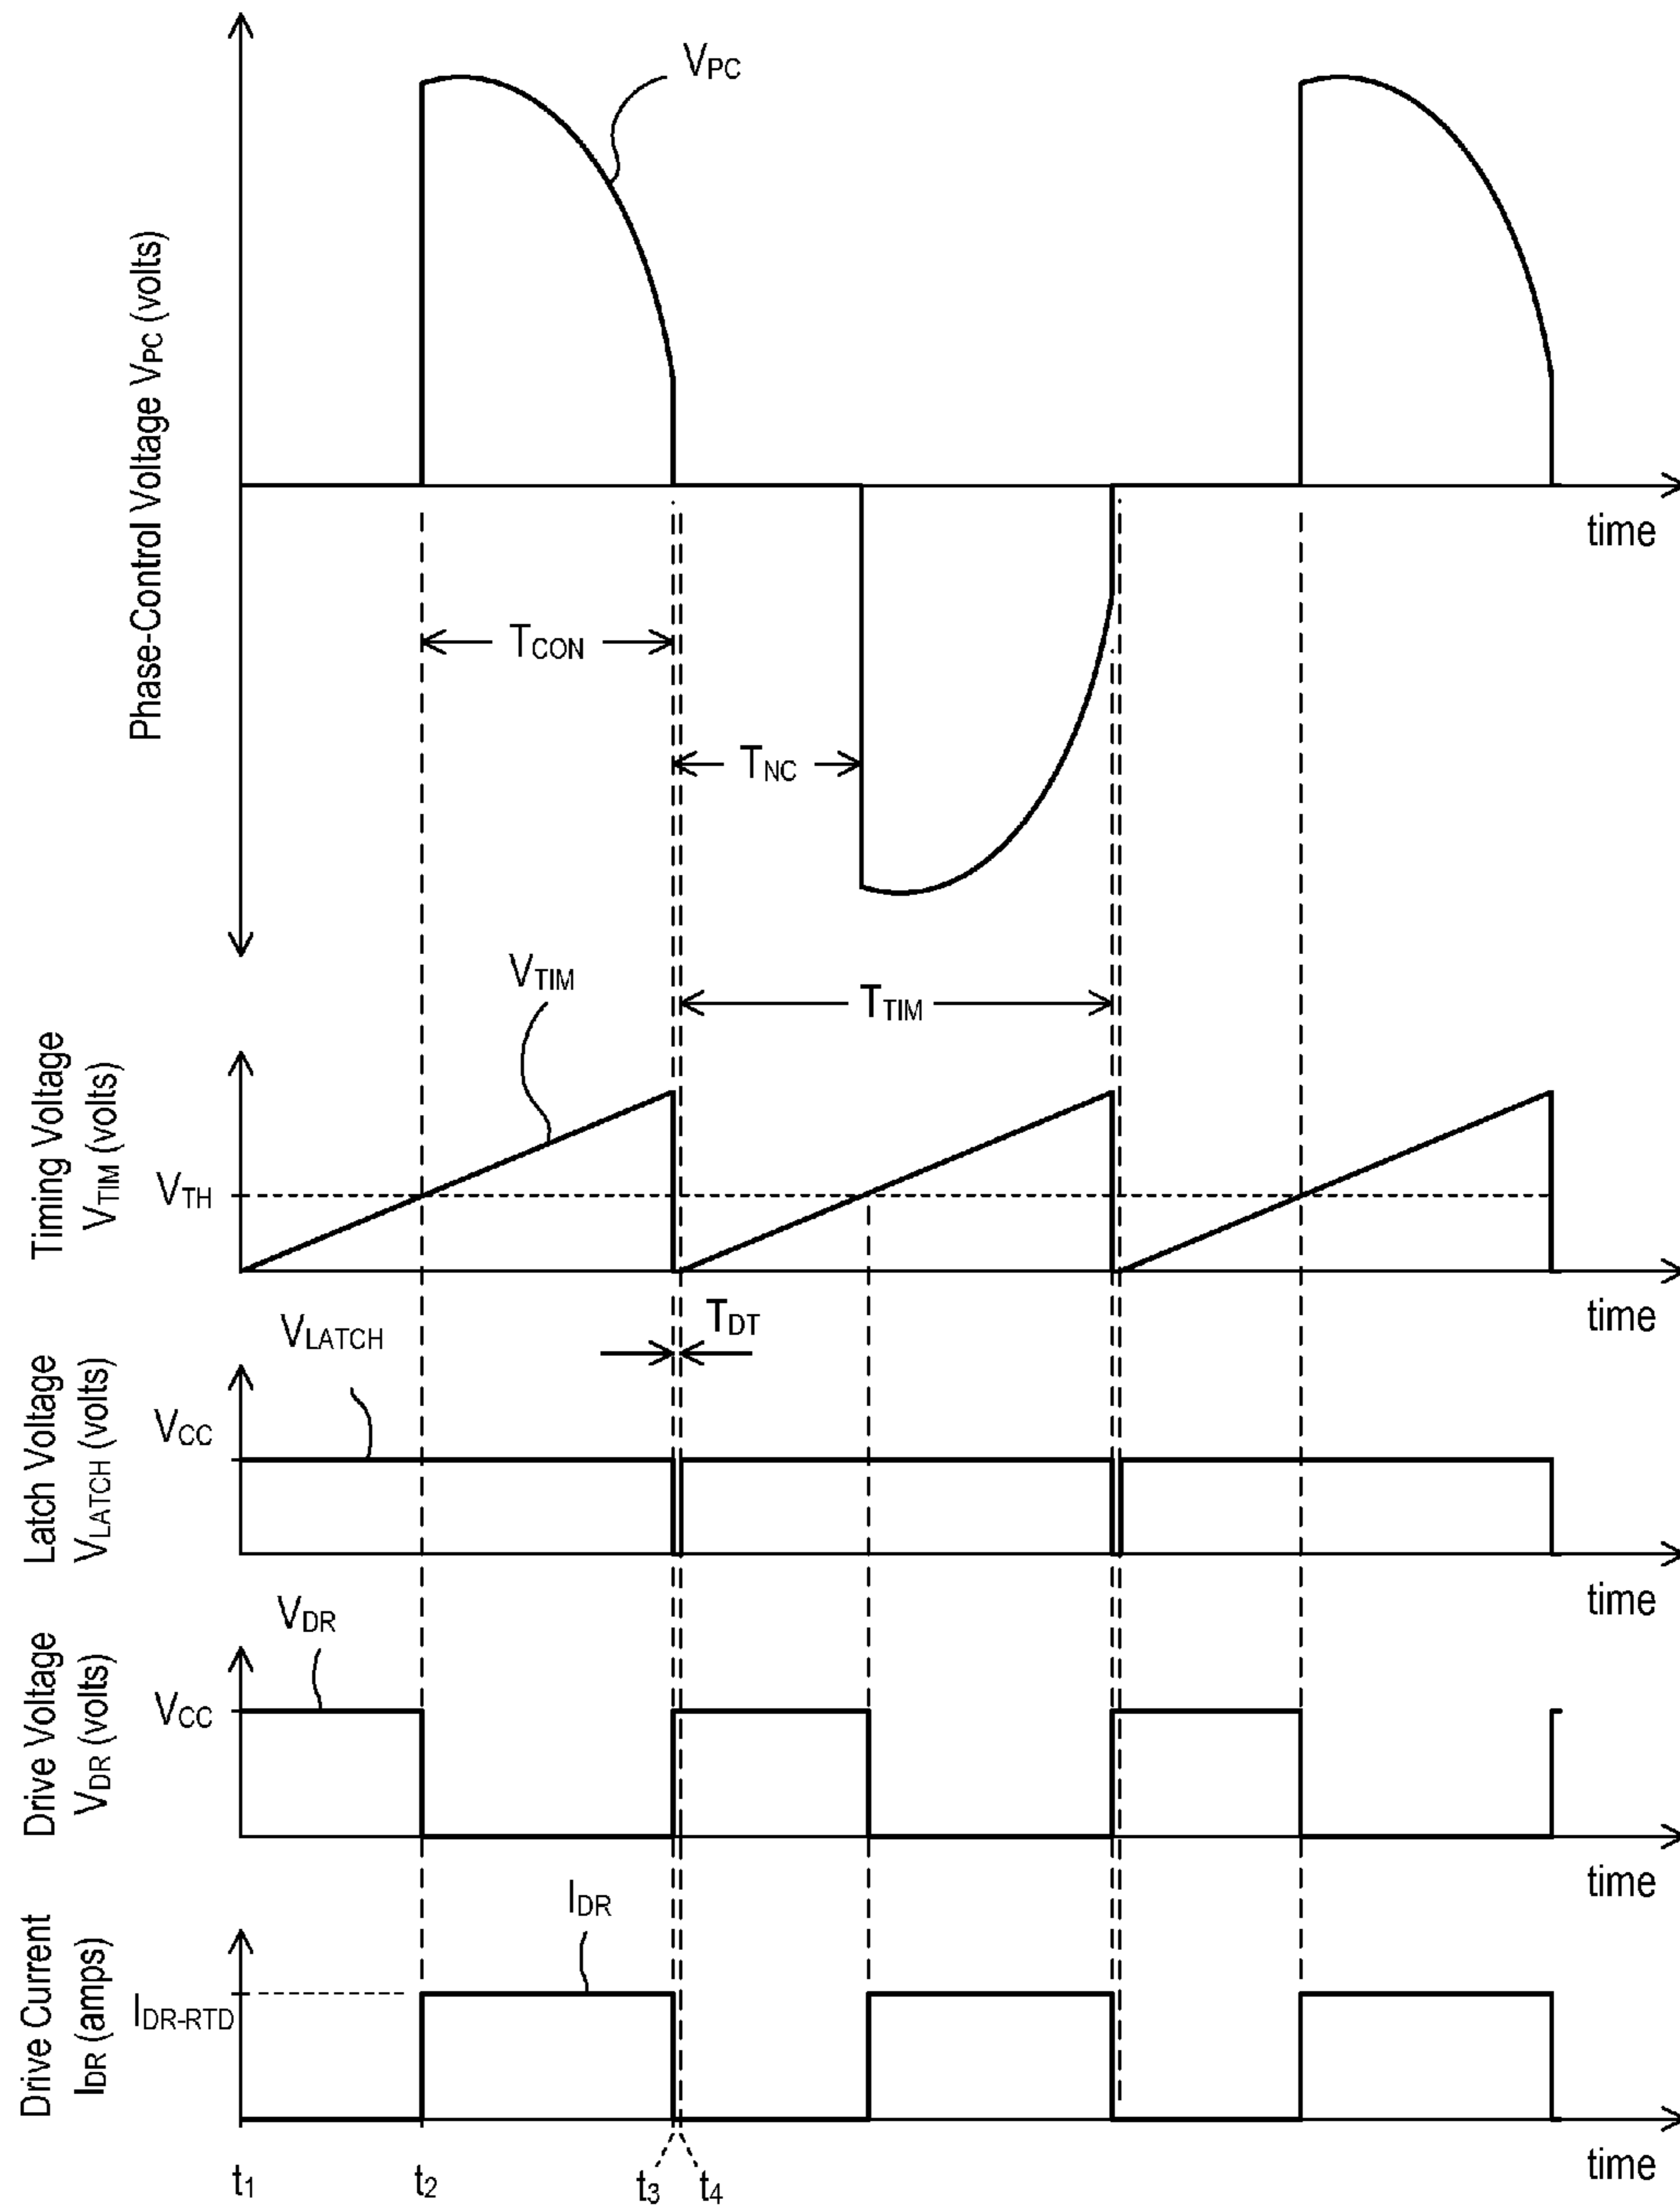 Phase-Control Voltage VPC (volts)
VPC
time
TCON
TNC
VTIM
TTIM
Timing Voltage
VTIM (volts)
VTH
time
TDT
VLATCH
Latch Voltage
VLATCH (volts)
VCC
time
VDR
Drive Voltage
VDR (volts)
VCC
time
IDR
Drive Current
IDR (amps)
IDR-RTD
time
t1
t2
t3
t4